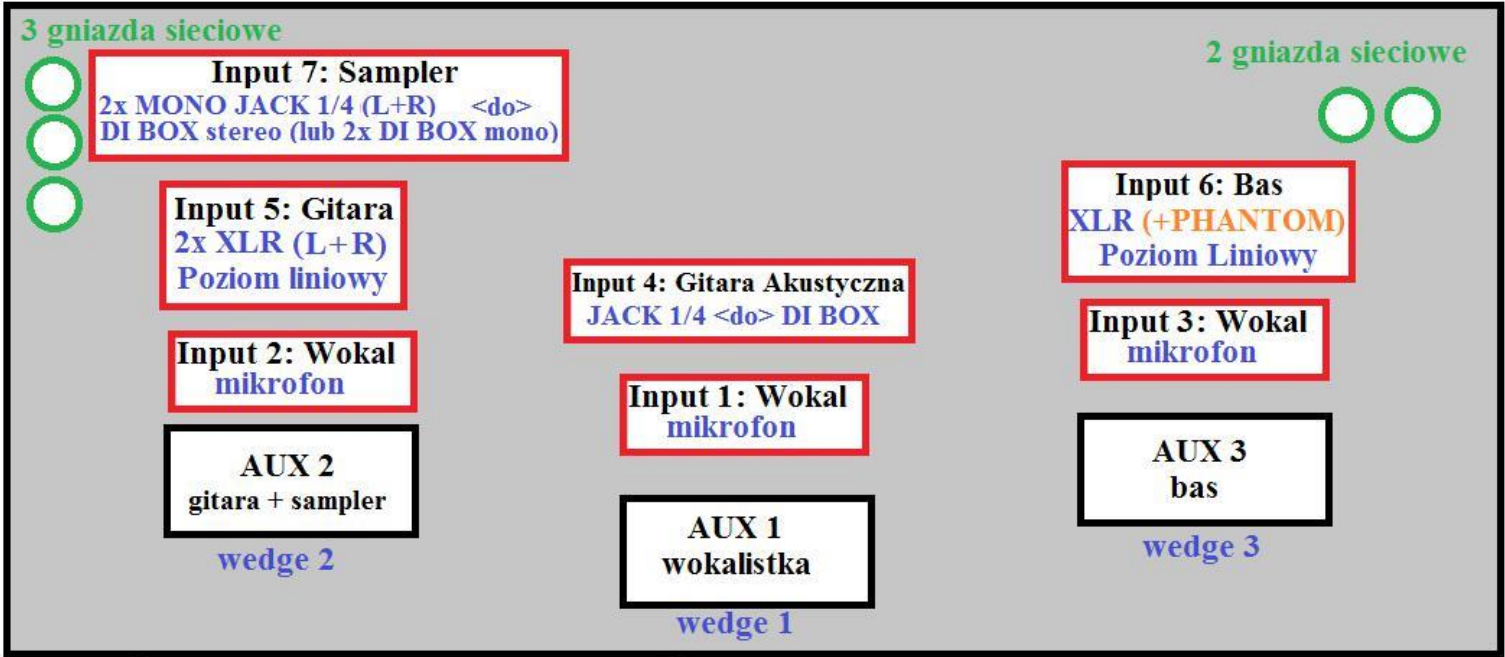 3 gniazda sieciowe
2 gniazda sieciowe
Input 7: Sampler
2x MONO JACK 1/4 (L+R) <do>
DI BOX stereo (lub 2x DI BOX mono)
Input 5: Gitara
2x XLR (L+R)
Poziom liniowy
Input 6: Bas
XLR (+PHANTOM)
Poziom Liniowy
Input 4: Gitara Akustyczna
JACK 1/4 <do> DI BOX
Input 2: Wokal
mikrofon
Input 1: Wokal
mikrofon
Input 3: Wokal
mikrofon
AUX 2
gitara + sampler
wedge 2
AUX 1
wokalistka
wedge 1
AUX 3
bas
wedge 3